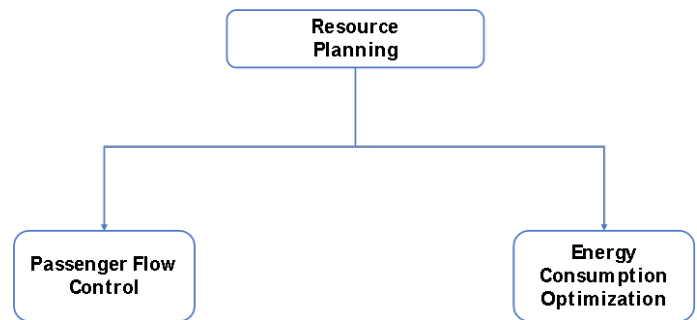 Resource
Planning
Passenger Flow
Control
Energy
Consumption
Optimization